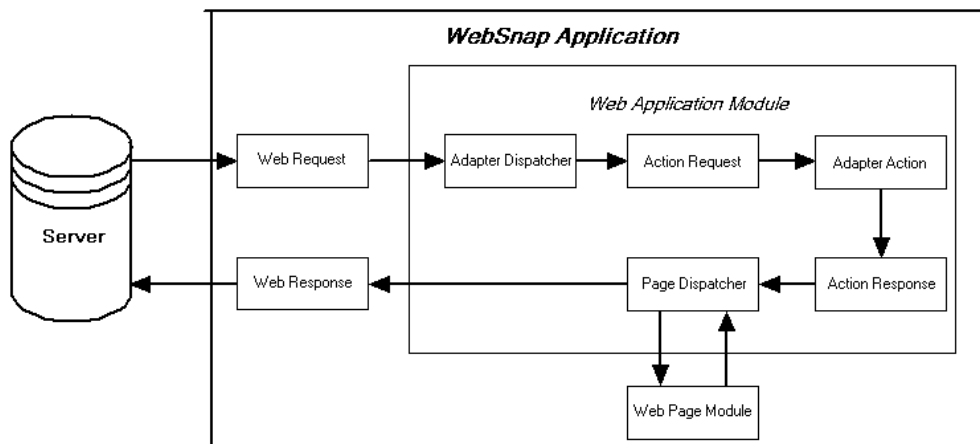 WebSnap Application
Web Application Module
Web Request
Adapter Dispatcher
Action Request
Adapter Action
Server
Web Response
Page Dispatcher
Action Response
Web Page Module